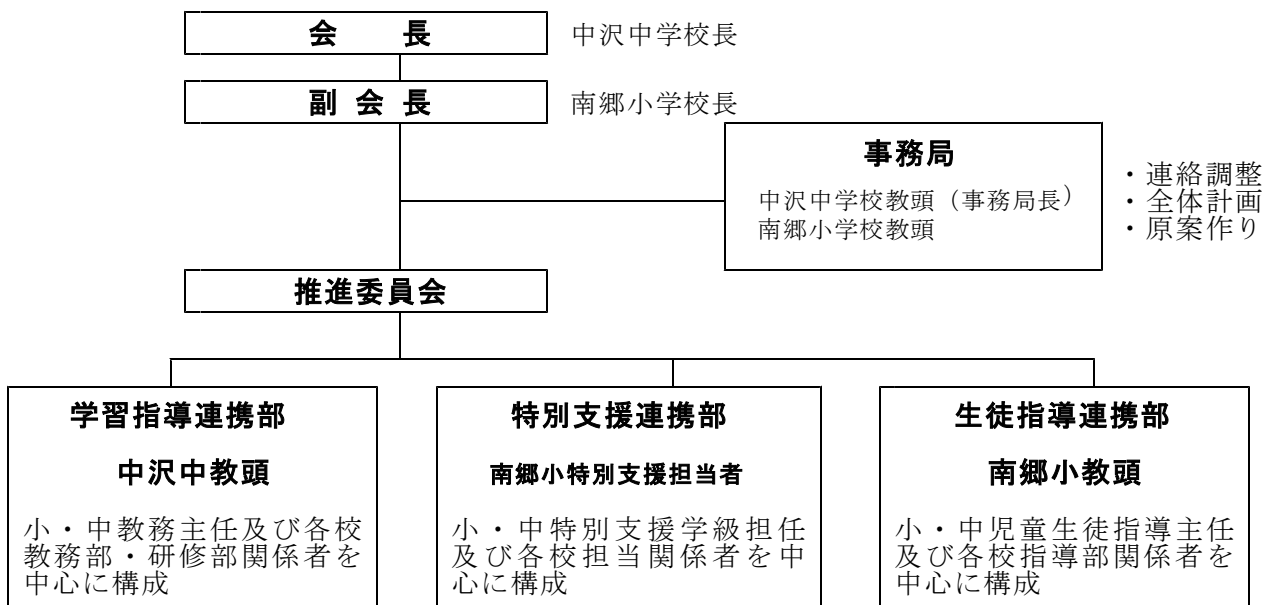 会　　長
中沢中学校長
副 会 長
南郷小学校長
事務局
中沢中学校教頭（事務局長）
南郷小学校教頭
・連絡調整
・全体計画
・原案作り
推進委員会
学習指導連携部
中沢中教頭
小・中教務主任及び各校
教務部・研修部関係者を
中心に構成
特別支援連携部
南郷小特別支援担当者
小・中特別支援学級担任
及び各校担当関係者を中
心に構成
生徒指導連携部
南郷小教頭
小・中児童生徒指導主任
及び各校指導部関係者を
中心に構成